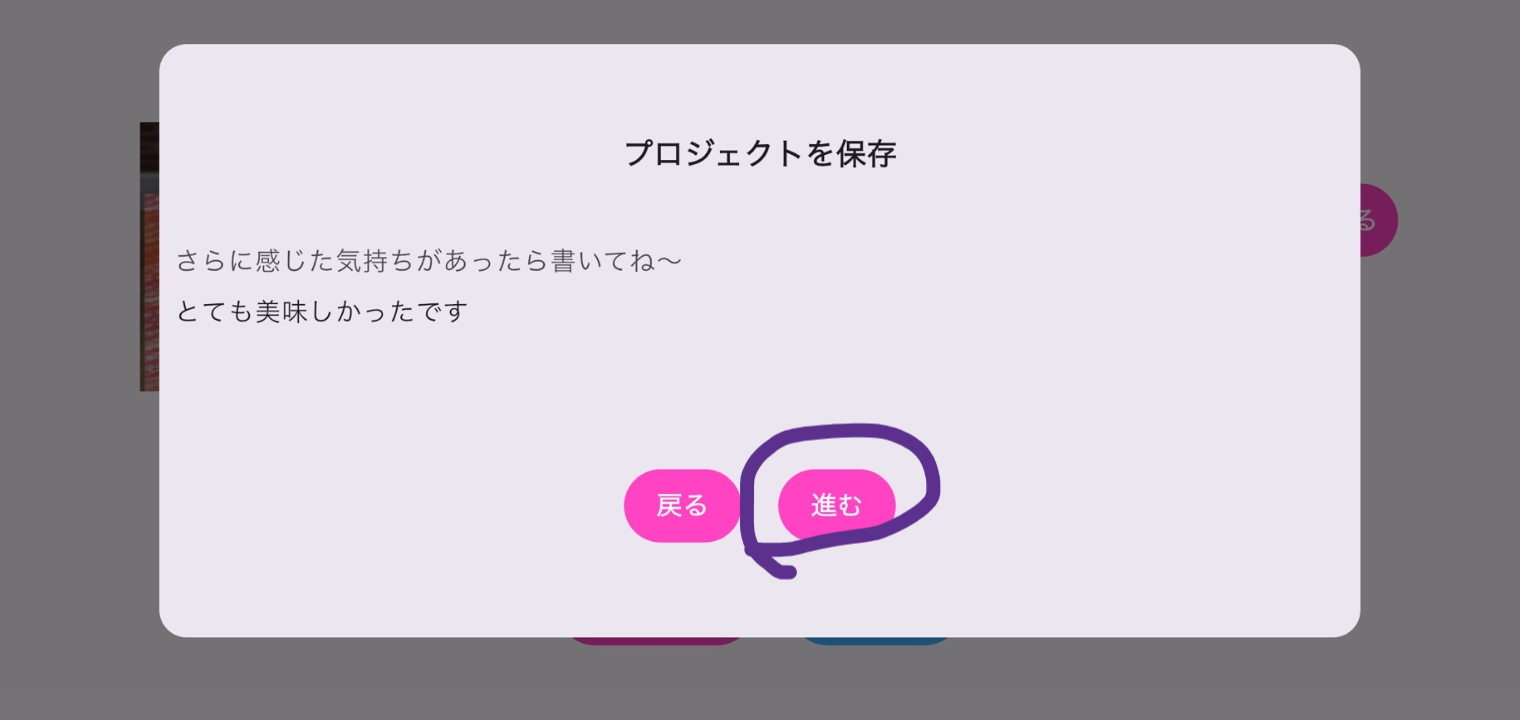 プロジェクトを保存
る
さらに感じた気持ちがあったら書いてね〜
とても美味しかったです
戻る
進む